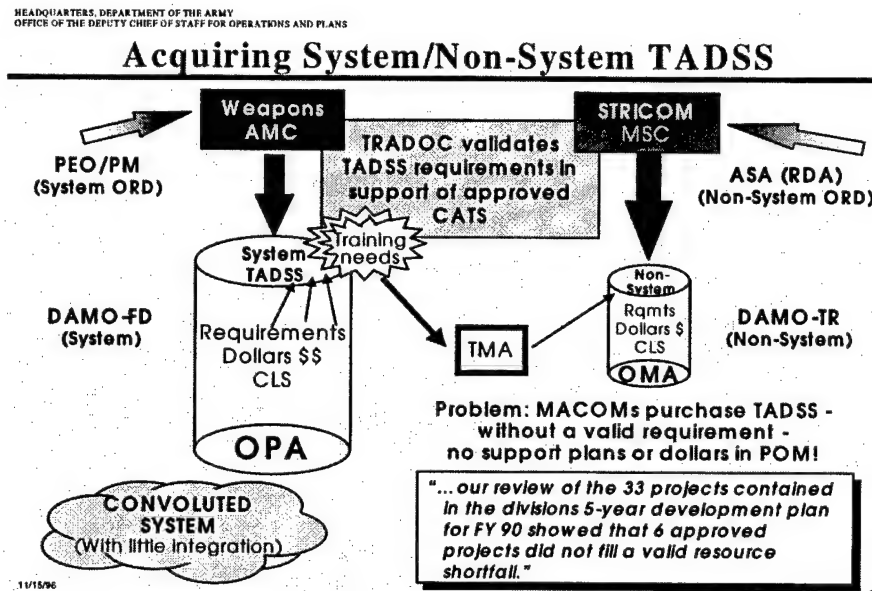 HEADQUARTERS, DEPARTMENT OF THE ARMY
OFFICE OF THE DEPUTY CHIEF OF STAFF FOR OPERATIONS AND PLANS
Acquiring System/Non-System TADSS
Weapons
AMC
STRICOM
MSC
TRADOC validates
TADSS requirements in
support of approved
CATS
PEO/PM
(System ORD)
ASA (RDA)
(Non-System ORD)
System
TADSS
Training
needs
Non-
System
DAMO-FD
(System)
Requirements
Dollars $$
CLS
TMA
Rqmts
Dollars $
CLS
DAMO-TR
(Non-System)
OMA
OPA
Problem: MACOMs purchase TADSS -
without a valid requirement -
no support plans or dollars in POM!
CONVOLUTED
SYSTEM
(With little integration)
"...our review of the 33 projects contained
in the divisions 5-year development plan
for FY 90 showed that 6 approved
projects did not fill a valid resource
shortfall."
11/15/96